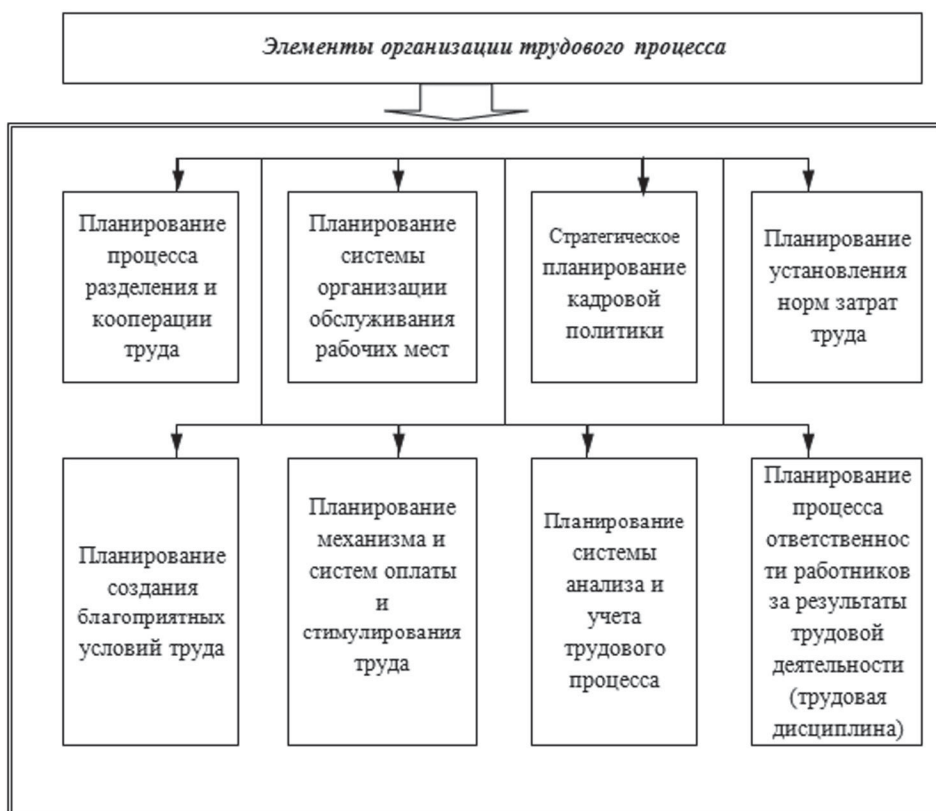 Элементы организации трудового процесса
Планирование
процесса
разделения и
кооперации
труда
Планирование
системы
организации
обслуживания
рабочих мест
Стратегическое
планирование
кадровой
политики
Планирование
установления
норм затрат
труда
Планирование
создания
благоприятных
условий труда
Планирование
механизма и
систем оплаты
и
стимулирования
труда
Планирование
системы
анализа и
учета
трудового
процесса
Планирование
процесса
ответственнос
ти работников
за результаты
трудовой
деятельности
(трудовая
дисциплина)